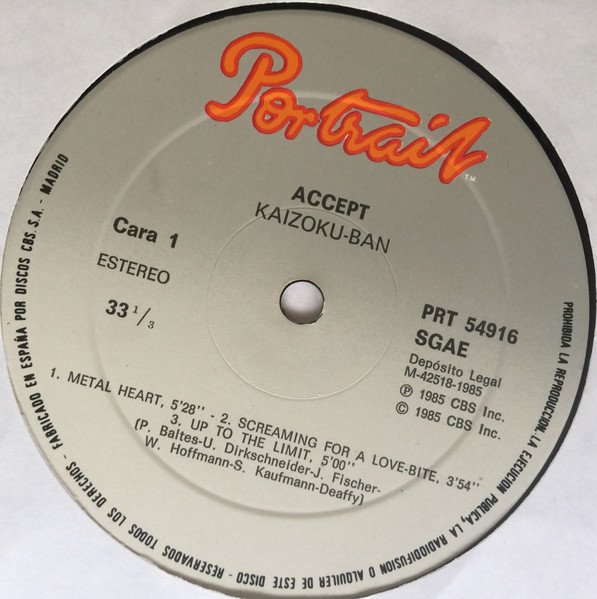 Portrait
TM
ACCEPT
KAIZOKU-BAN
Cara 1
ESTEREO
33 1/3
PRT 54916
SGAE
Depósito Legal
M-42518-1985
Ⓟ 1985 CBS Inc.
© 1985 CBS Inc.
1. METAL HEART, 5'28" - 2. SCREAMING FOR A LOVE-BITE, 3'54"
3. UP TO THE LIMIT, 5'00"
(P. Baltes-U. Dirkschneider-J. Fischer-
W. Hoffmann-S. Kaufmann-Deaffy)
PROHIBIDA LA REPRODUCCION, LA EJECUCION PUBLICA, LA RADIODIFUSION O ALQUILER DE ESTE DISCO - RESERVADOS TODOS LOS DERECHOS - FABRICADO EN ESPAÑA POR DISCOS CBS, S.A. - MADRID